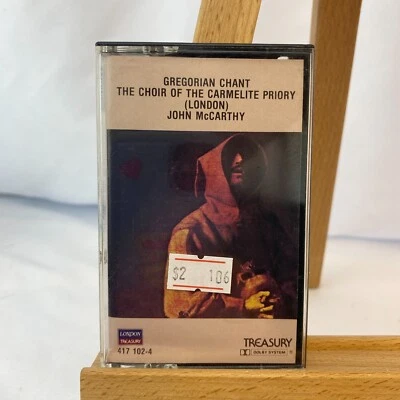 GREGORIAN CHANT
THE CHOIR OF THE CARMELITE PRIORY
(LONDON)
JOHN McCARTHY
$2 106
LONDON
TREASURY
417 102-4
TREASURY
DOLBY SYSTEM